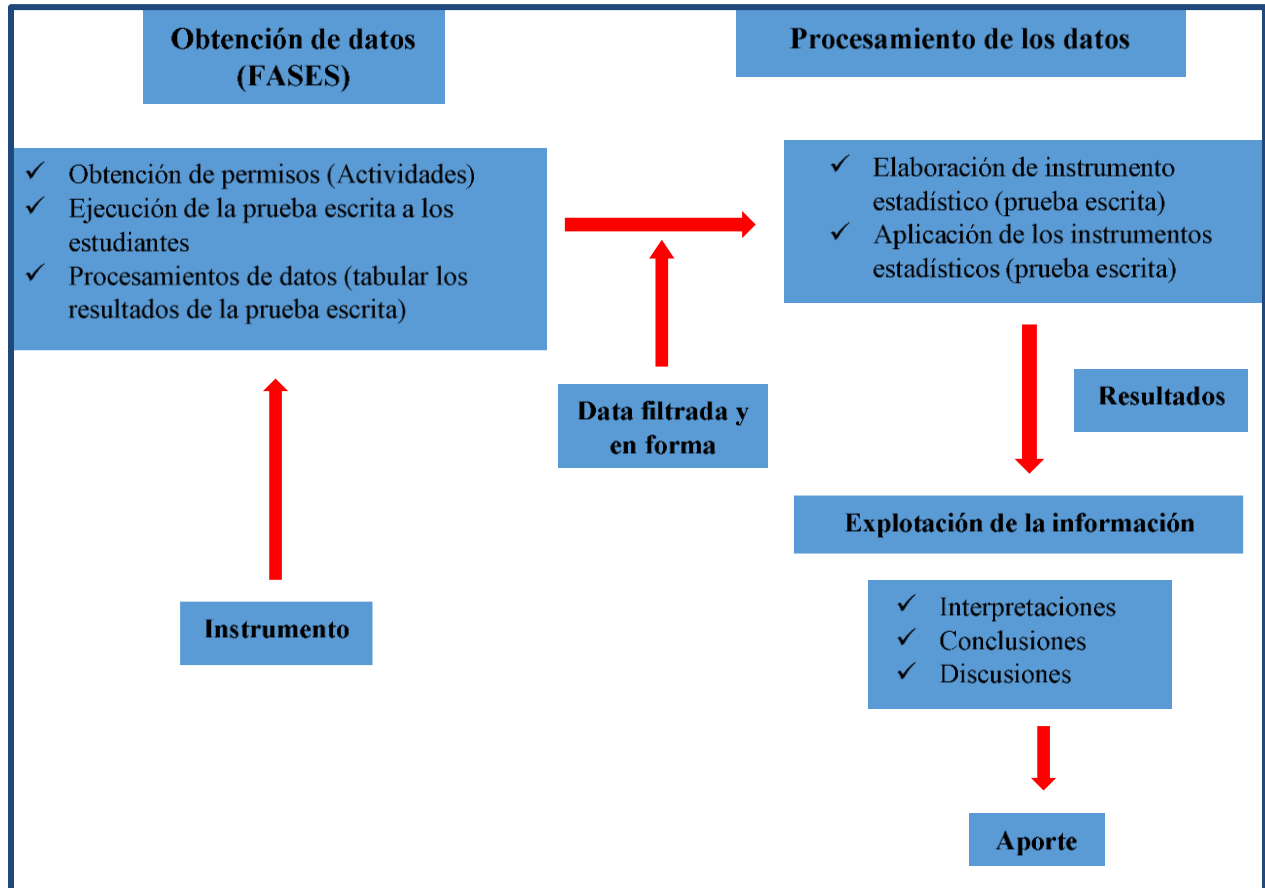 Obtención de datos
(FASES)
Procesamiento de los datos
✓ Obtención de permisos (Actividades)
✓ Ejecución de la prueba escrita a los
estudiantes
✓ Procesamientos de datos (tabular los
resultados de la prueba escrita)
✓ Elaboración de instrumento
estadístico (prueba escrita)
✓ Aplicación de los instrumentos
estadísticos (prueba escrita)
Data filtrada y
en forma
Resultados
Instrumento
Explotación de la información
✓ Interpretaciones
✓ Conclusiones
✓ Discusiones
Aporte